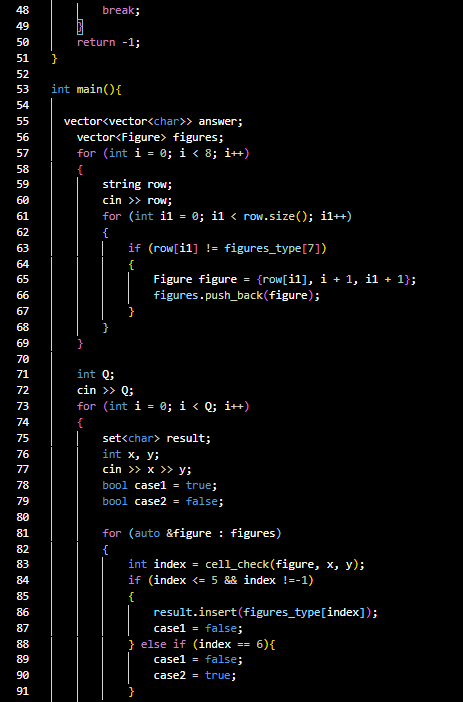 48 break;
49 }
50 return -1;
51 }
52
53 int main(){
54
55 vector<vector<char>> answer;
56 vector<Figure> figures;
57 for (int i = 0; i < 8; i++)
58 {
59 string row;
60 cin >> row;
61 for (int i1 = 0; i1 < row.size(); i1++)
62 {
63 if (row[i1] != figures_type[7])
64 {
65 Figure figure = {row[i1], i + 1, i1 + 1};
66 figures.push_back(figure);
67 }
68 }
69 }
70
71 int Q;
72 cin >> Q;
73 for (int i = 0; i < Q; i++)
74 {
75 set<char> result;
76 int x, y;
77 cin >> x >> y;
78 bool case1 = true;
79 bool case2 = false;
80
81 for (auto &figure : figures)
82 {
83 int index = cell_check(figure, x, y);
84 if (index <= 5 && index !=-1)
85 {
86 result.insert(figures_type[index]);
87 case1 = false;
88 } else if (index == 6){
89 case1 = false;
90 case2 = true;
91 }